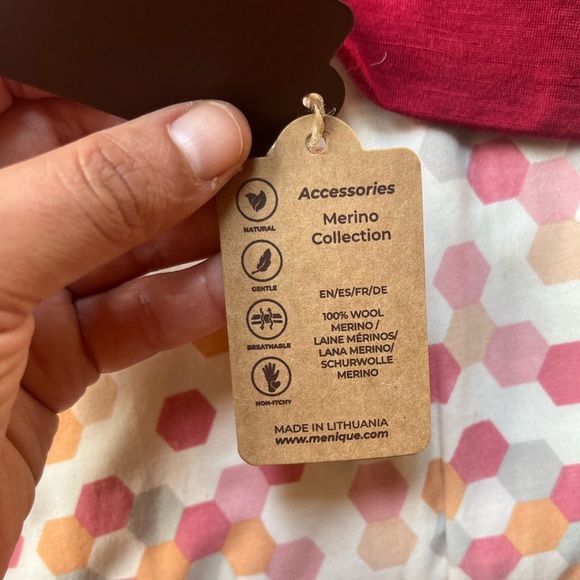 Accessories
Merino
Collection
NATURAL
GENTLE
BREATHABLE
NON-ITCHY
EN/ES/FR/DE
100% WOOL
MERINO /
LAINE MÉRINOS/
LANA MERINO/
SCHURWOLLE
MERINO
MADE IN LITHUANIA
www.menique.com